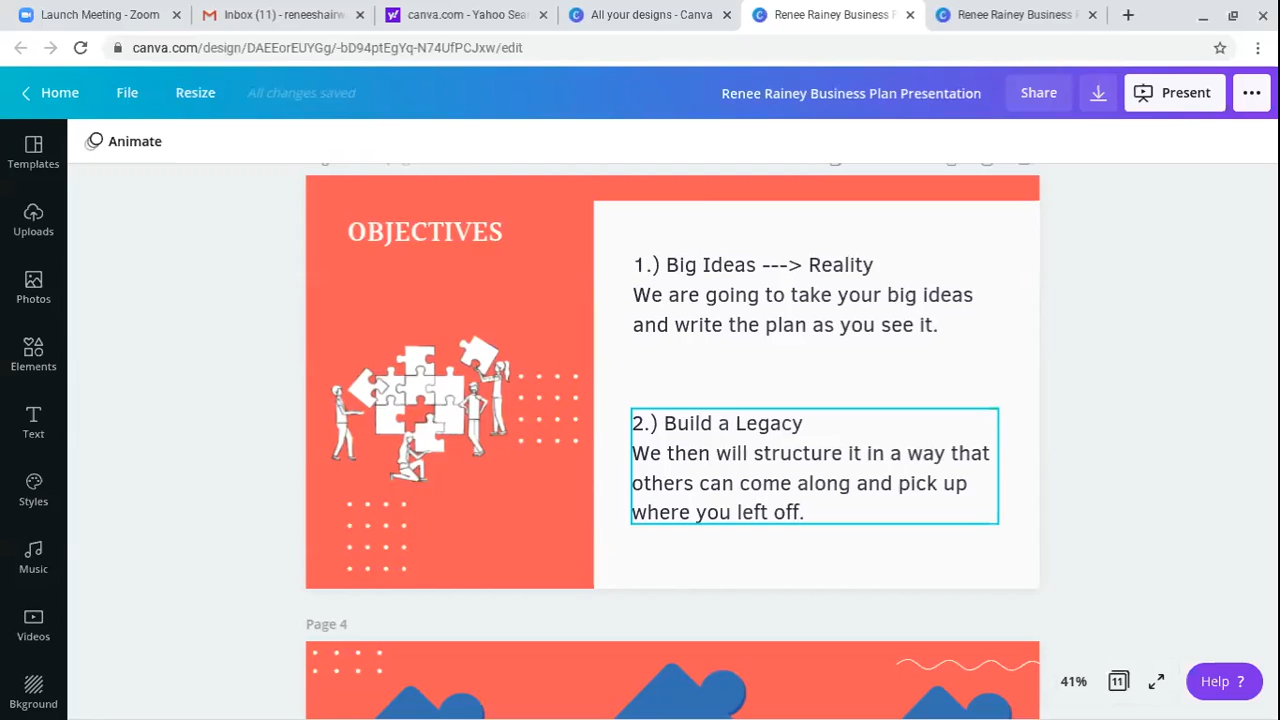 Launch Meeting - Zoom
Inbox (11) - reneeshairw
canva.com - Yahoo Sear
All your designs - Canva
Renee Rainey Business P
Renee Rainey Business P
canva.com/design/DAEEorEUYGg/-bD94ptEgYq-N74UfPCJxw/edit
Home
File
Resize
All changes saved
Renee Rainey Business Plan Presentation
Share
Present
Templates
Animate
Uploads
Photos
Elements
Text
Styles
Music
Videos
Bkground
OBJECTIVES
1.) Big Ideas ---> Reality
We are going to take your big ideas
and write the plan as you see it.
2.) Build a Legacy
We then will structure it in a way that
others can come along and pick up
where you left off.
Page 4
41%
11
Help ?